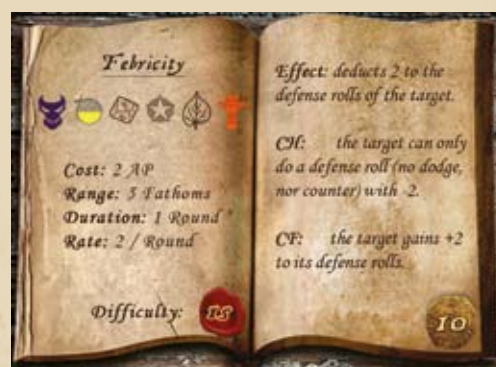 Febricity
Cost: 2 AP
Range: 5 Fathoms
Duration: 1 Round
Rate: 2 / Round
Difficulty: 15
Effect: deducts 2 to the
defense rolls of the target.
CH: the target can only
do a defense roll (no dodge,
nor counter) with -2.
CF: the target gains +2
to its defense rolls.
10